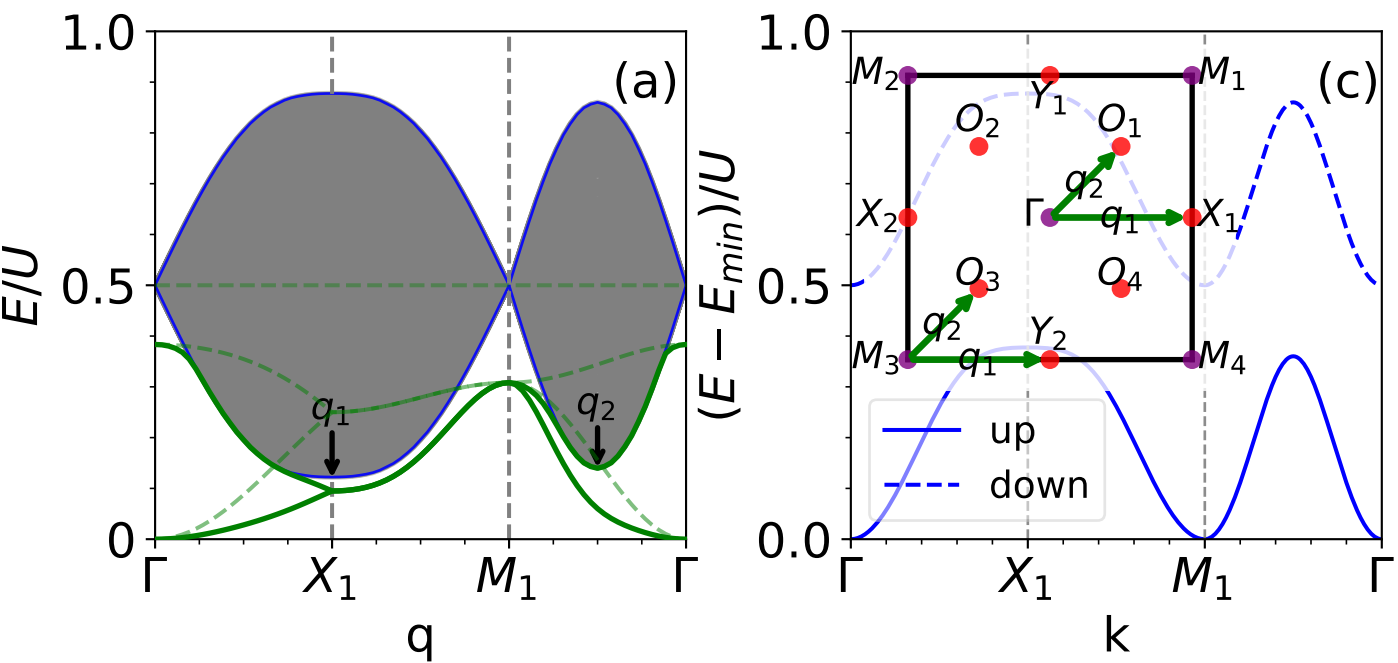 1.0
0.5
0
E/U
(a)
q₁
q₂
Γ
X₁
M₁
Γ
q
1.0
0.5
0.0
(E − Eₘᵢₙ)/U
(c)
M₂
Y₁
M₁
O₂
O₁
q₂
X₂
Γ
q₁
X₁
O₃
O₄
q₂
Y₂
M₃
q₁
M₄
up
down
Γ
X₁
M₁
Γ
k